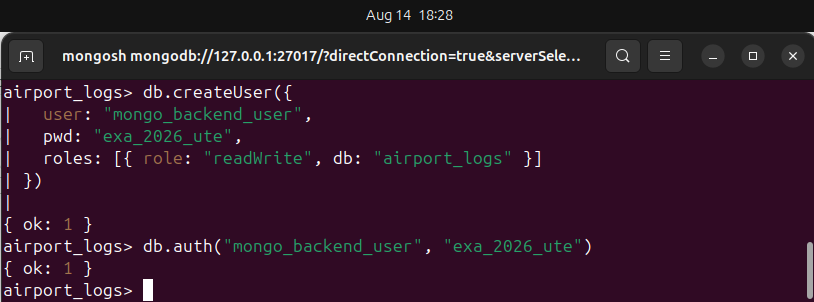 Aug 14 18:28
mongosh mongodb://127.0.0.1:27017/?directConnection=true&serverSele...
airport_logs> db.createUser({
|   user: "mongo_backend_user",
|   pwd: "exa_2026_ute",
|   roles: [{ role: "readWrite", db: "airport_logs" }]
| })
|
{ ok: 1 }
airport_logs> db.auth("mongo_backend_user", "exa_2026_ute")
{ ok: 1 }
airport_logs>